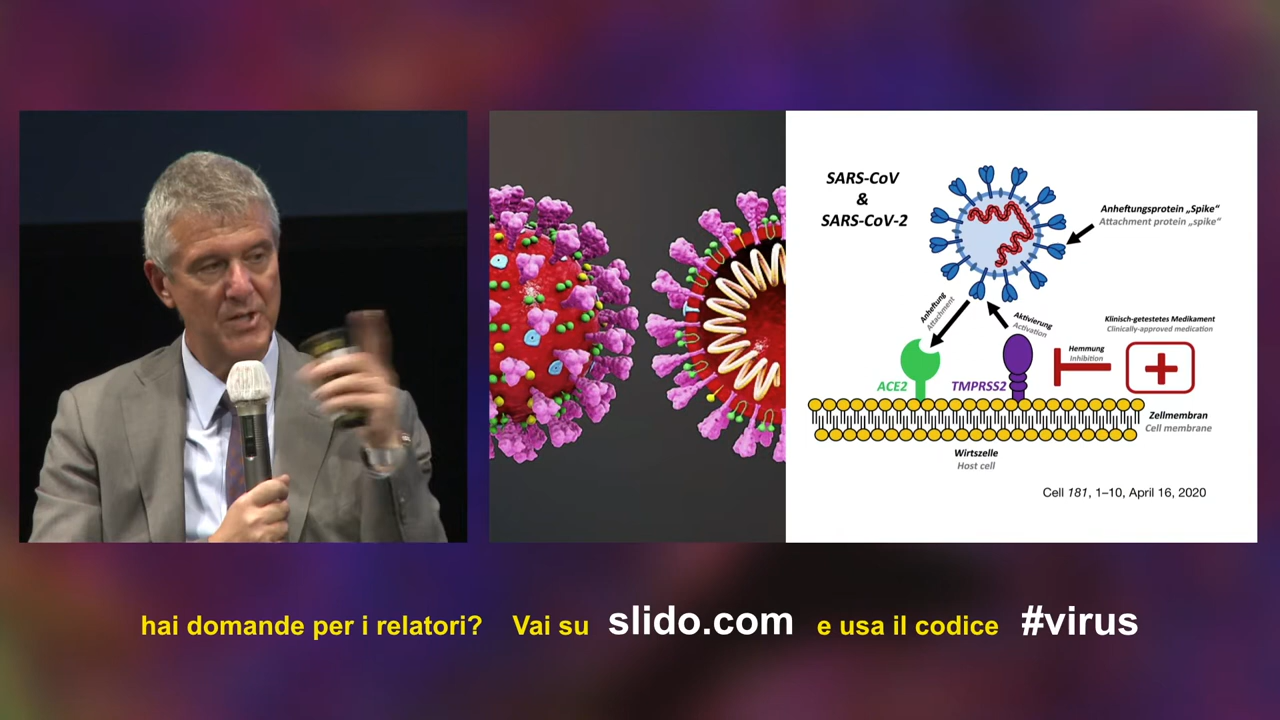 SARS-CoV
&
SARS-CoV-2
Anheftungsprotein „Spike“
Attachment protein „spike“
Anheftung
Attachment
Aktivierung
Activation
Klinisch-getestetes Medikament
Clinically-approved medication
Hemmung
Inhibition
ACE2
TMPRSS2
Zellmembran
Cell membrane
Wirtszelle
Host cell
Cell 181, 1–10, April 16, 2020
hai domande per i relatori? Vai su slido.com e usa il codice #virus